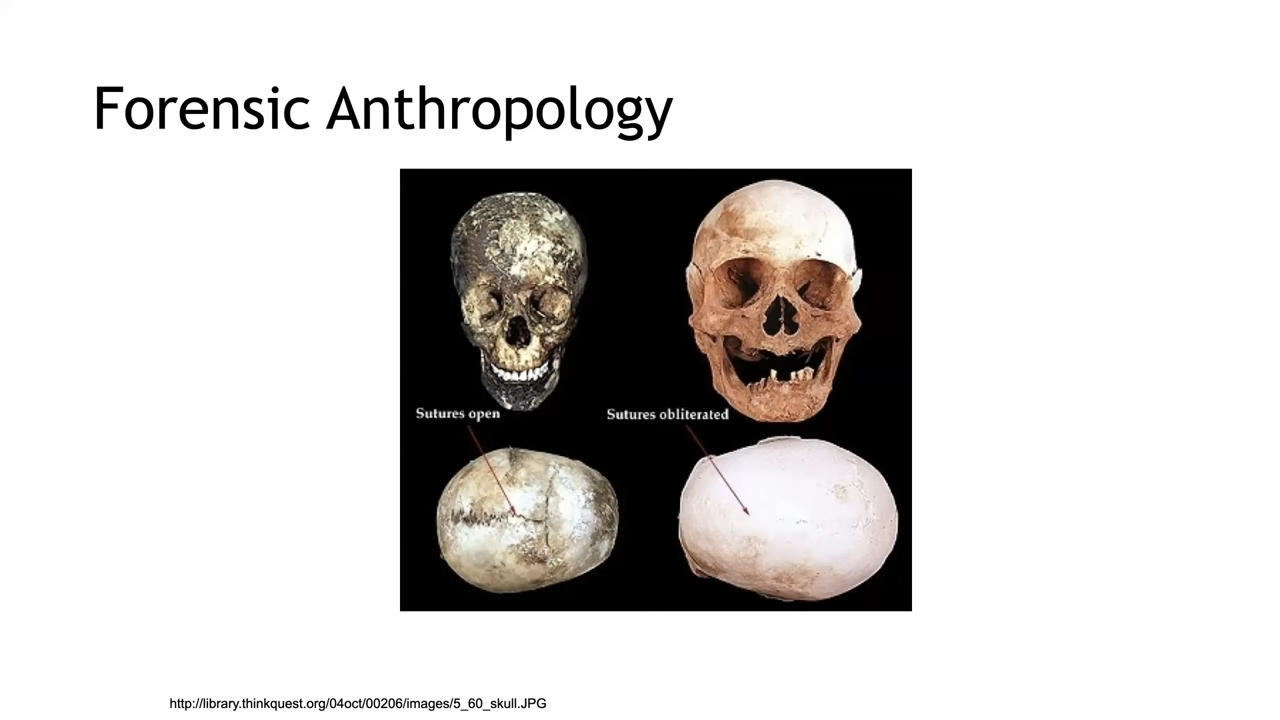 Forensic Anthropology
Sutures open
Sutures obliterated
http://library.thinkquest.org/04oct/00206/images/5_60_skull.JPG